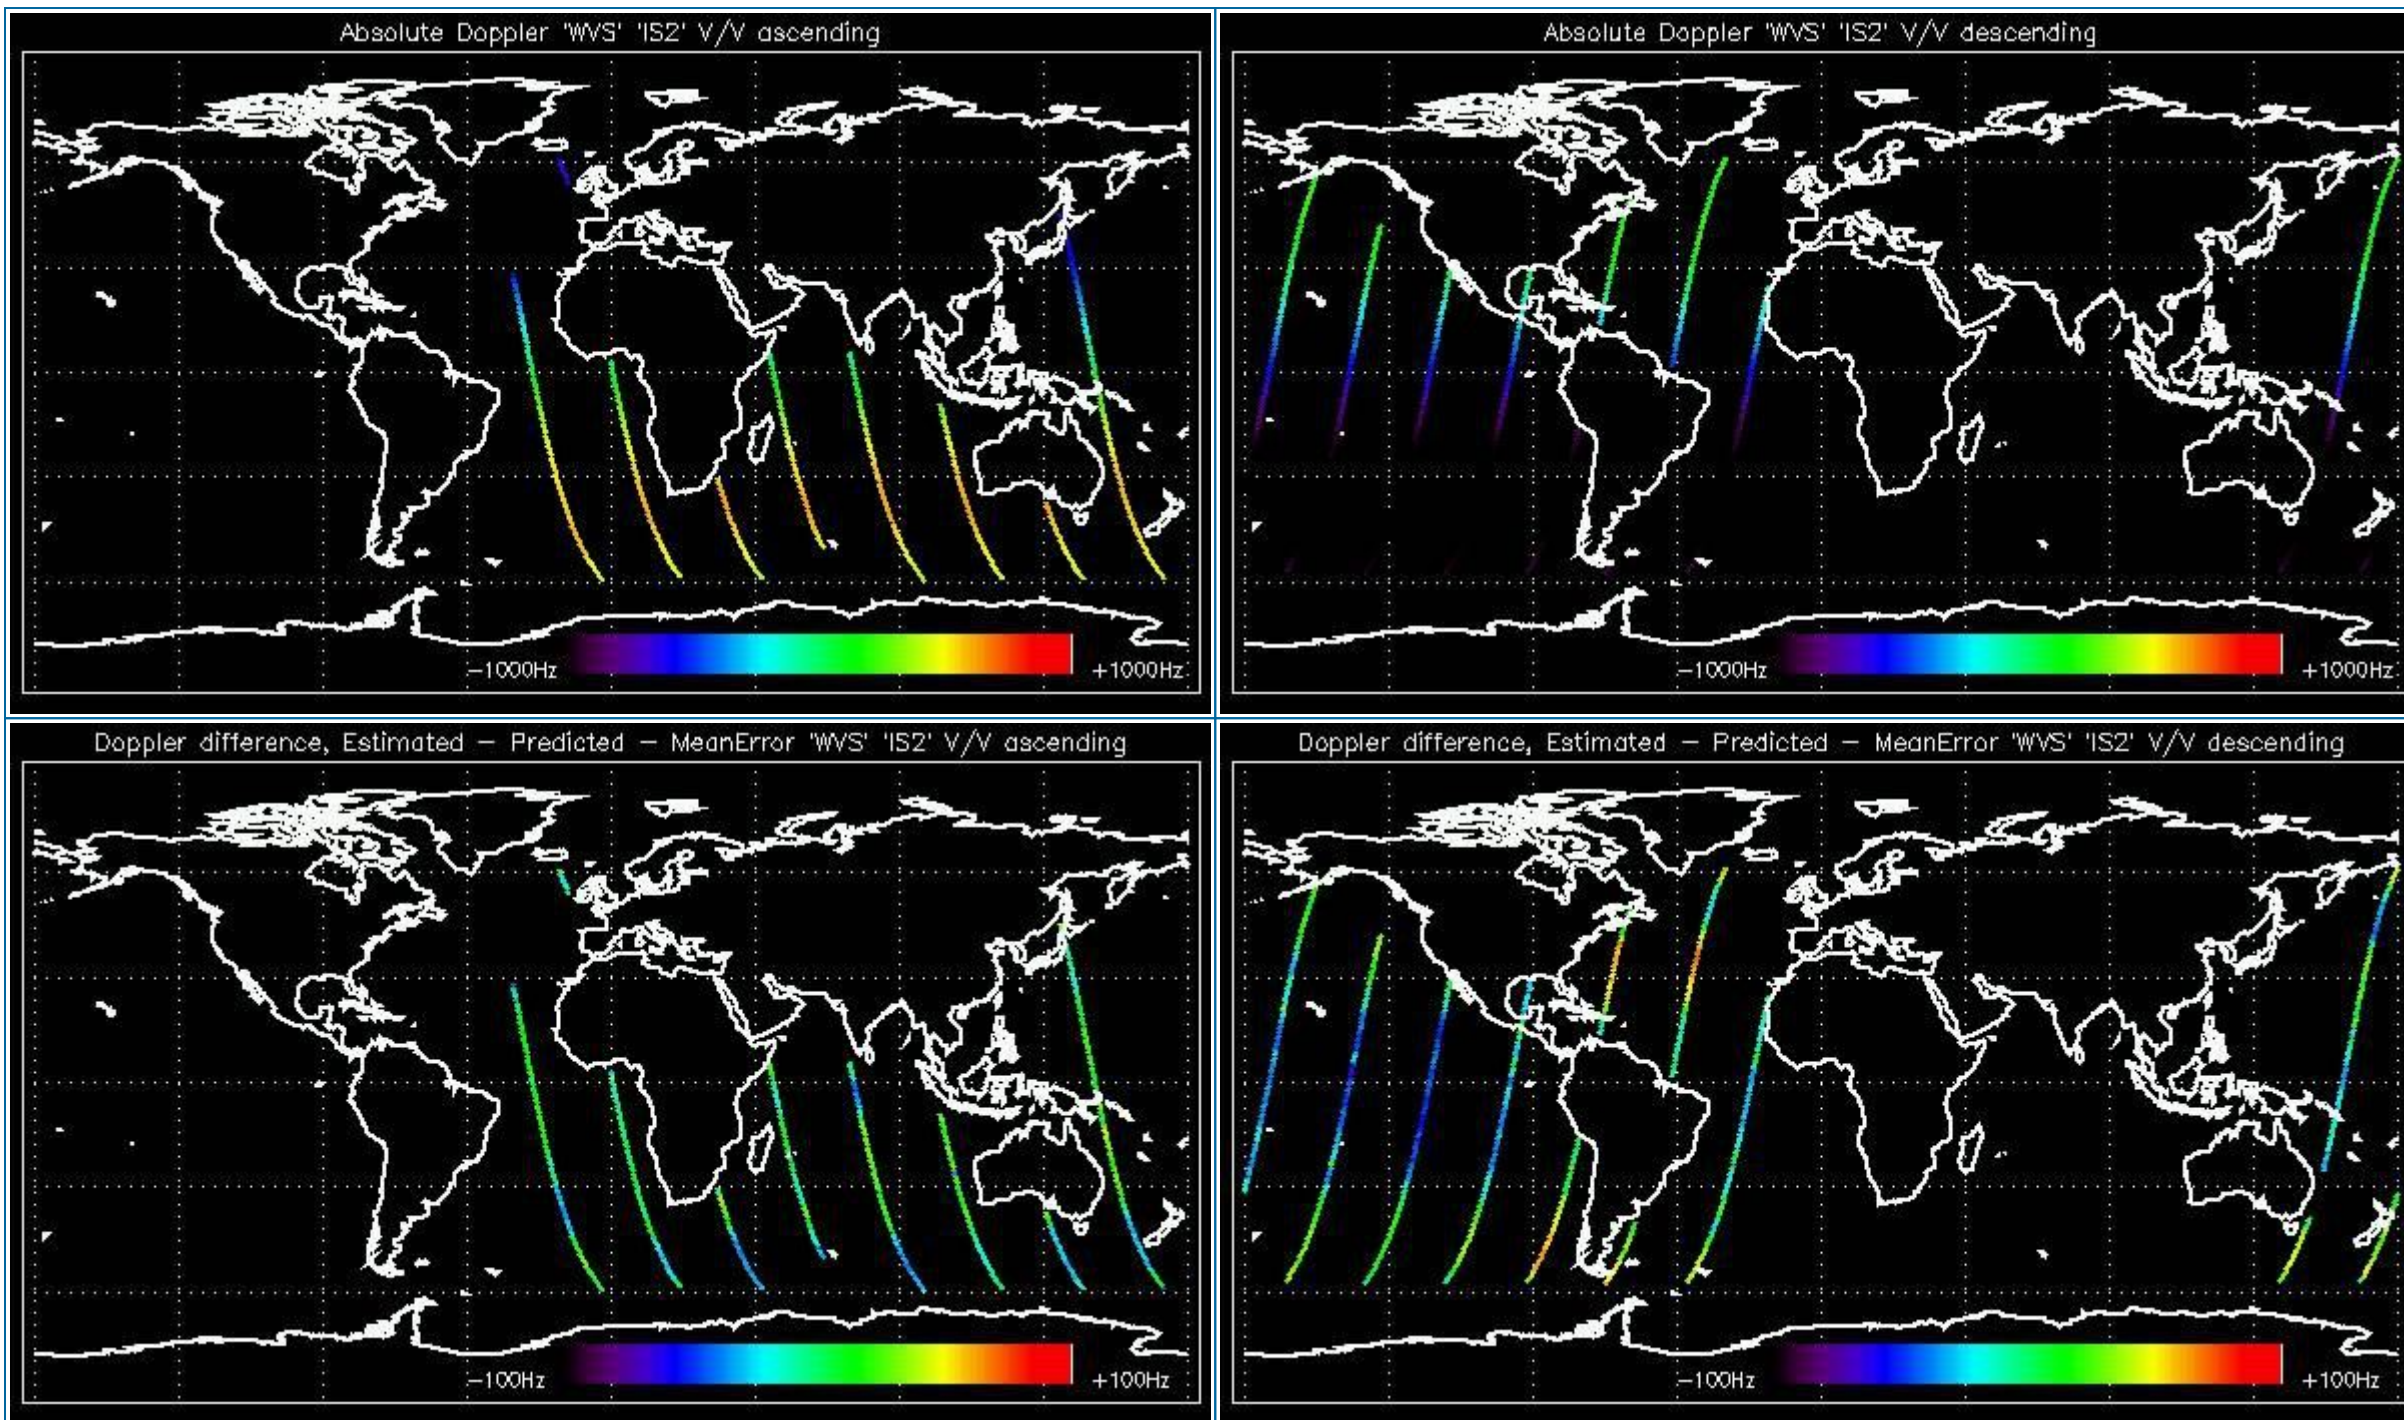 Absolute Doppler 'WVS' 'IS2' V/V ascending
-1000Hz
+1000Hz
Absolute Doppler 'WVS' 'IS2' V/V descending
-1000Hz
+1000Hz
Doppler difference, Estimated - Predicted - MeanError 'WVS' 'IS2' V/V ascending
-100Hz
+100Hz
Doppler difference, Estimated - Predicted - MeanError 'WVS' 'IS2' V/V descending
-100Hz
+100Hz